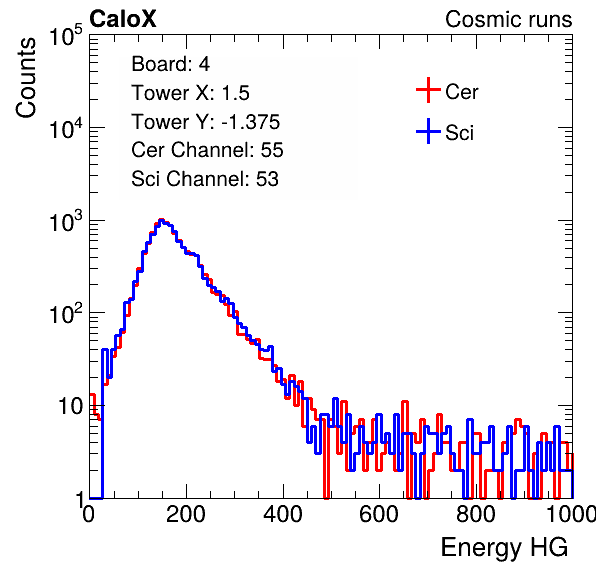 CaloX
Cosmic runs
Counts
10^5
10^4
10^3
10^2
10
1
Board: 4
Tower X: 1.5
Tower Y: -1.375
Cer Channel: 55
Sci Channel: 53
Cer
Sci
0
200
400
600
800
1000
Energy HG